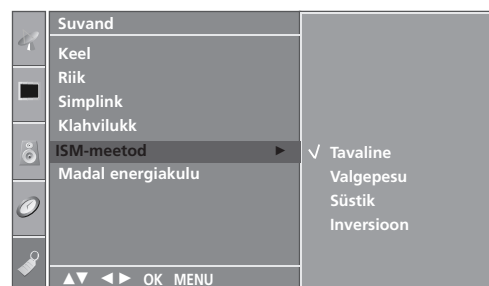 Suvand
Keel
Riik
Simplink
Klahvilukk
ISM-meetod ► √ Tavaline
Madal energiakulu
Valgepesu
Süstik
Inversioon
▲▼ ◄► OK MENU